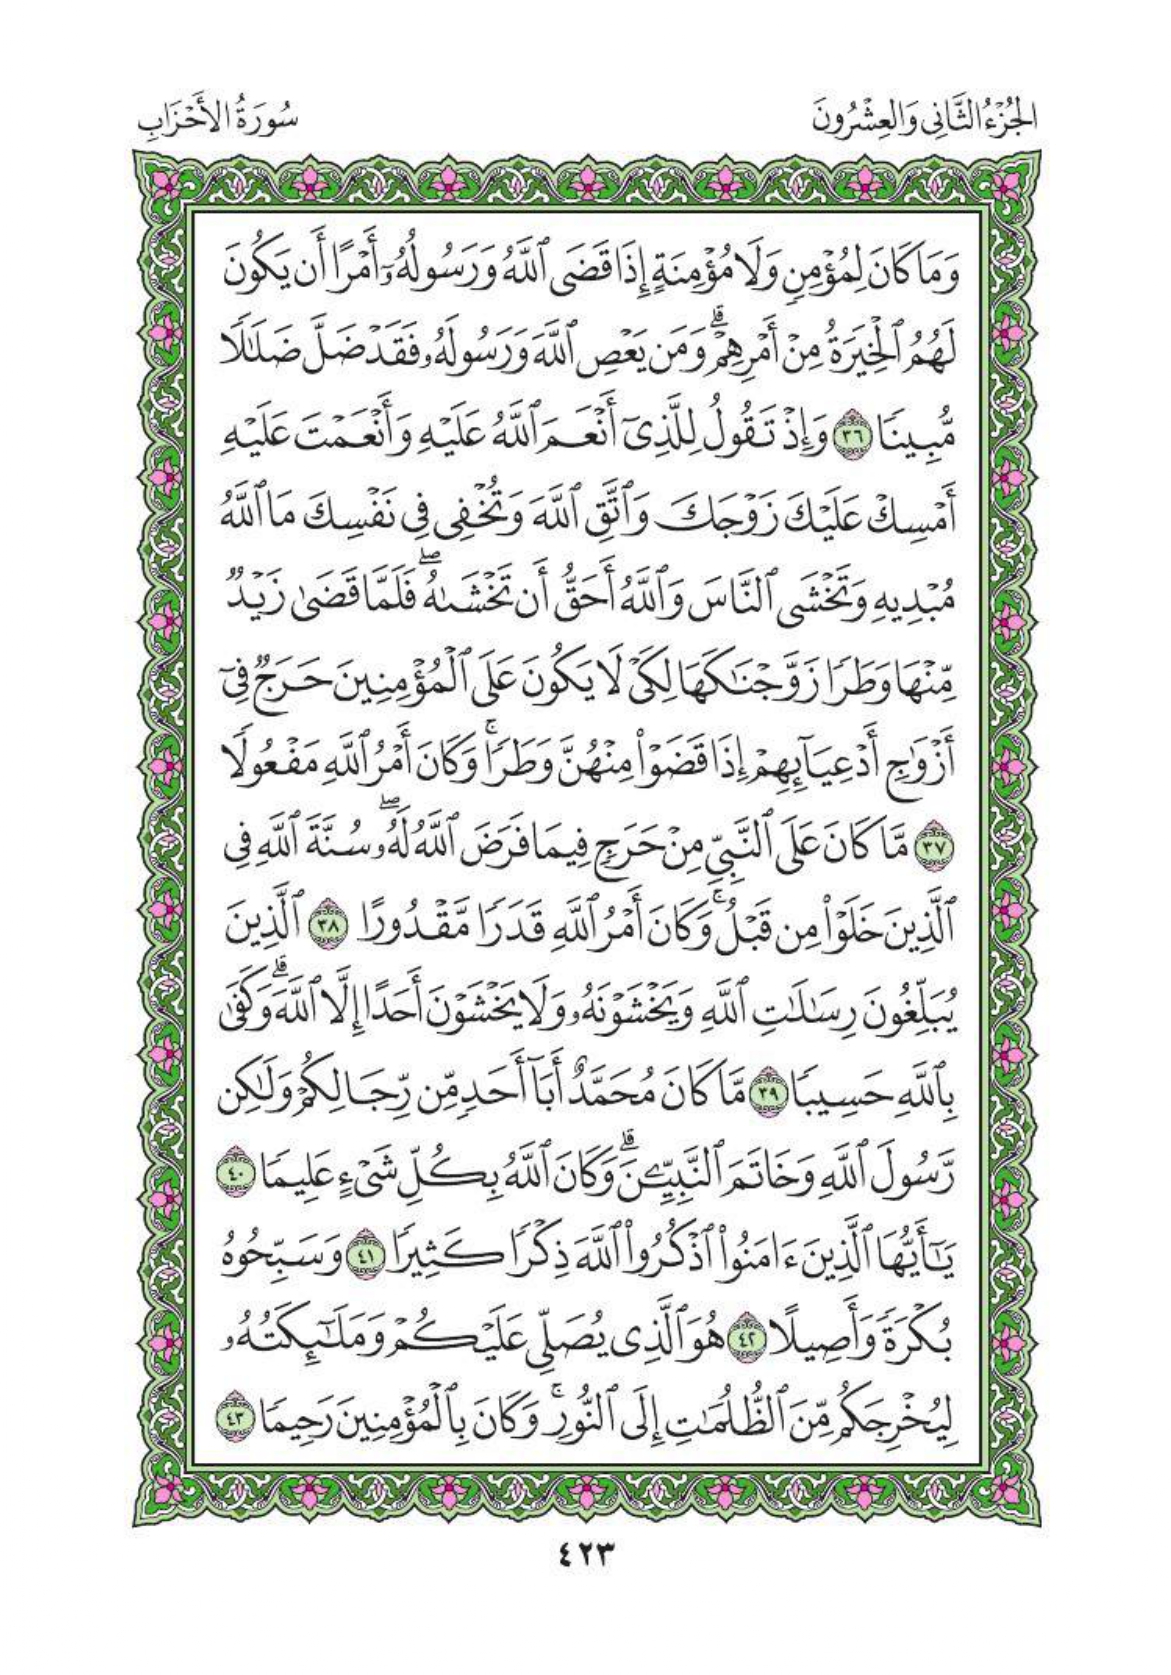 الجُزْءُ الثَّانِي وَالعِشْرُونَ
سُورَةُ الأَحْزَابِ
وَمَا كَانَ لِمُؤْمِنٖ وَلَا مُؤْمِنَةٍ إِذَا قَضَى ٱللَّهُ وَرَسُولُهُۥٓ أَمْرًا أَن يَكُونَ
لَهُمُ ٱلْخِيَرَةُ مِنْ أَمْرِهِمْۗ وَمَن يَعْصِ ٱللَّهَ وَرَسُولَهُۥ فَقَدْ ضَلَّ ضَلَٰلٗا
مُّبِينٗا ٣٦ وَإِذْ تَقُولُ لِلَّذِيٓ أَنْعَمَ ٱللَّهُ عَلَيْهِ وَأَنْعَمْتَ عَلَيْهِ
أَمْسِكْ عَلَيْكَ زَوْجَكَ وَٱتَّقِ ٱللَّهَ وَتُخْفِي فِي نَفْسِكَ مَا ٱللَّهُ
مُبْدِيهِ وَتَخْشَى ٱلنَّاسَ وَٱللَّهُ أَحَقُّ أَن تَخْشَىٰهُۖ فَلَمَّا قَضَىٰ زَيْدٞ
مِّنْهَا وَطَرٗا زَوَّجْنَٰكَهَا لِكَيْ لَا يَكُونَ عَلَى ٱلْمُؤْمِنِينَ حَرَجٞ فِيٓ
أَزْوَٰجِ أَدْعِيَآئِهِمْ إِذَا قَضَوْاْ مِنْهُنَّ وَطَرٗاۚ وَكَانَ أَمْرُ ٱللَّهِ مَفْعُولٗا
٣٧ مَّا كَانَ عَلَى ٱلنَّبِيِّ مِنْ حَرَجٖ فِيمَا فَرَضَ ٱللَّهُ لَهُۥۖ سُنَّةَ ٱللَّهِ فِي
ٱلَّذِينَ خَلَوْاْ مِن قَبْلُۚ وَكَانَ أَمْرُ ٱللَّهِ قَدَرٗا مَّقْدُورًا ٣٨ ٱلَّذِينَ
يُبَلِّغُونَ رِسَٰلَٰتِ ٱللَّهِ وَيَخْشَوْنَهُۥ وَلَا يَخْشَوْنَ أَحَدًا إِلَّا ٱللَّهَۗ وَكَفَىٰ
بِٱللَّهِ حَسِيبٗا ٣٩ مَّا كَانَ مُحَمَّدٌ أَبَآ أَحَدٖ مِّن رِّجَالِكُمْ وَلَٰكِن
رَّسُولَ ٱللَّهِ وَخَاتَمَ ٱلنَّبِيِّـۧنَۗ وَكَانَ ٱللَّهُ بِكُلِّ شَيْءٍ عَلِيمٗا ٤٠
يَٰٓأَيُّهَا ٱلَّذِينَ ءَامَنُواْ ٱذْكُرُواْ ٱللَّهَ ذِكْرٗا كَثِيرٗا ٤١ وَسَبِّحُوهُ
بُكْرَةٗ وَأَصِيلًا ٤٢ هُوَ ٱلَّذِي يُصَلِّي عَلَيْكُمْ وَمَلَٰٓئِكَتُهُۥ
لِيُخْرِجَكُم مِّنَ ٱلظُّلُمَٰتِ إِلَى ٱلنُّورِۚ وَكَانَ بِٱلْمُؤْمِنِينَ رَحِيمٗا ٤٣
٤٢٣